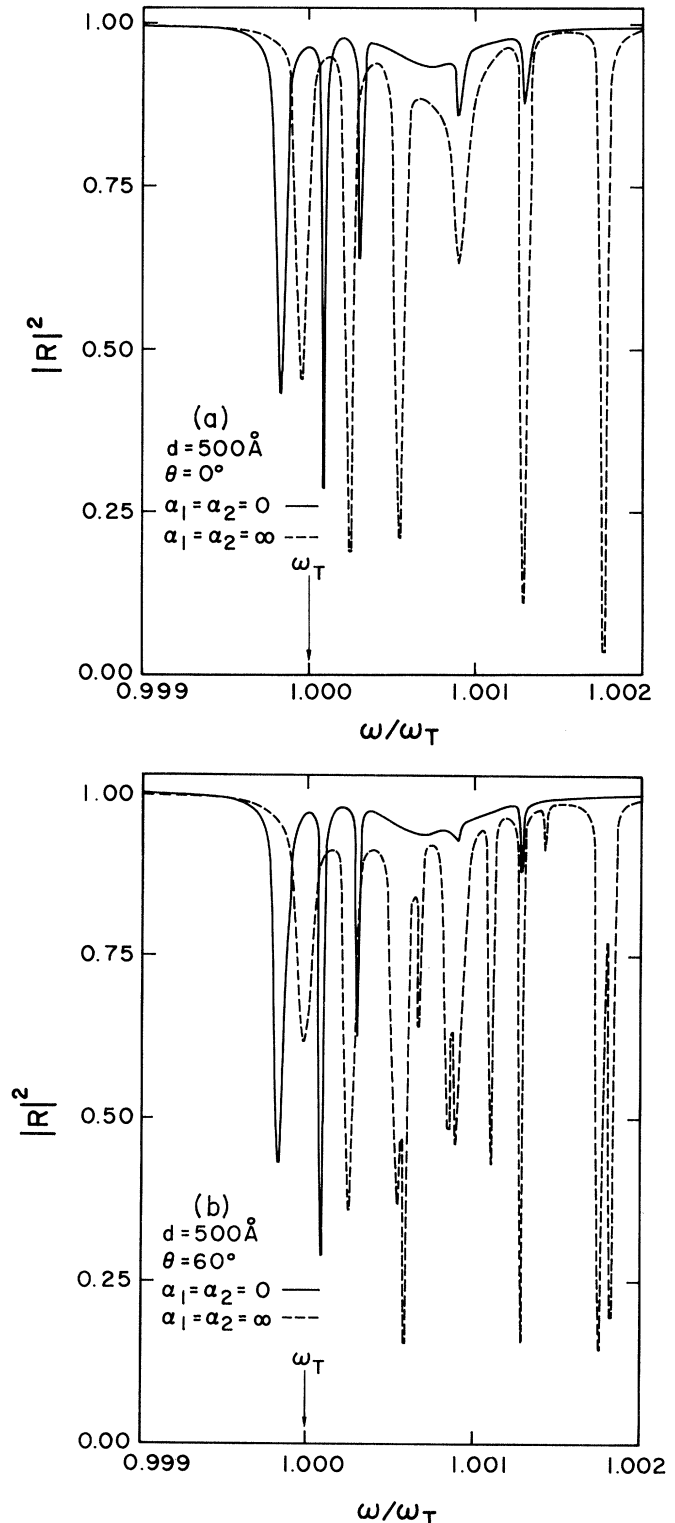 1.00
0.75
0.50
0.25
0.00
|R|²
(a)
d = 500Å
θ = 0°
α₁ = α₂ = 0
α₁ = α₂ = ∞
ω_T
0.999 1.000 1.001 1.002
ω/ω_T
1.00
0.75
0.50
0.25
0.00
|R|²
(b)
d = 500Å
θ = 60°
α₁ = α₂ = 0
α₁ = α₂ = ∞
ω_T
0.999 1.000 1.001 1.002
ω/ω_T